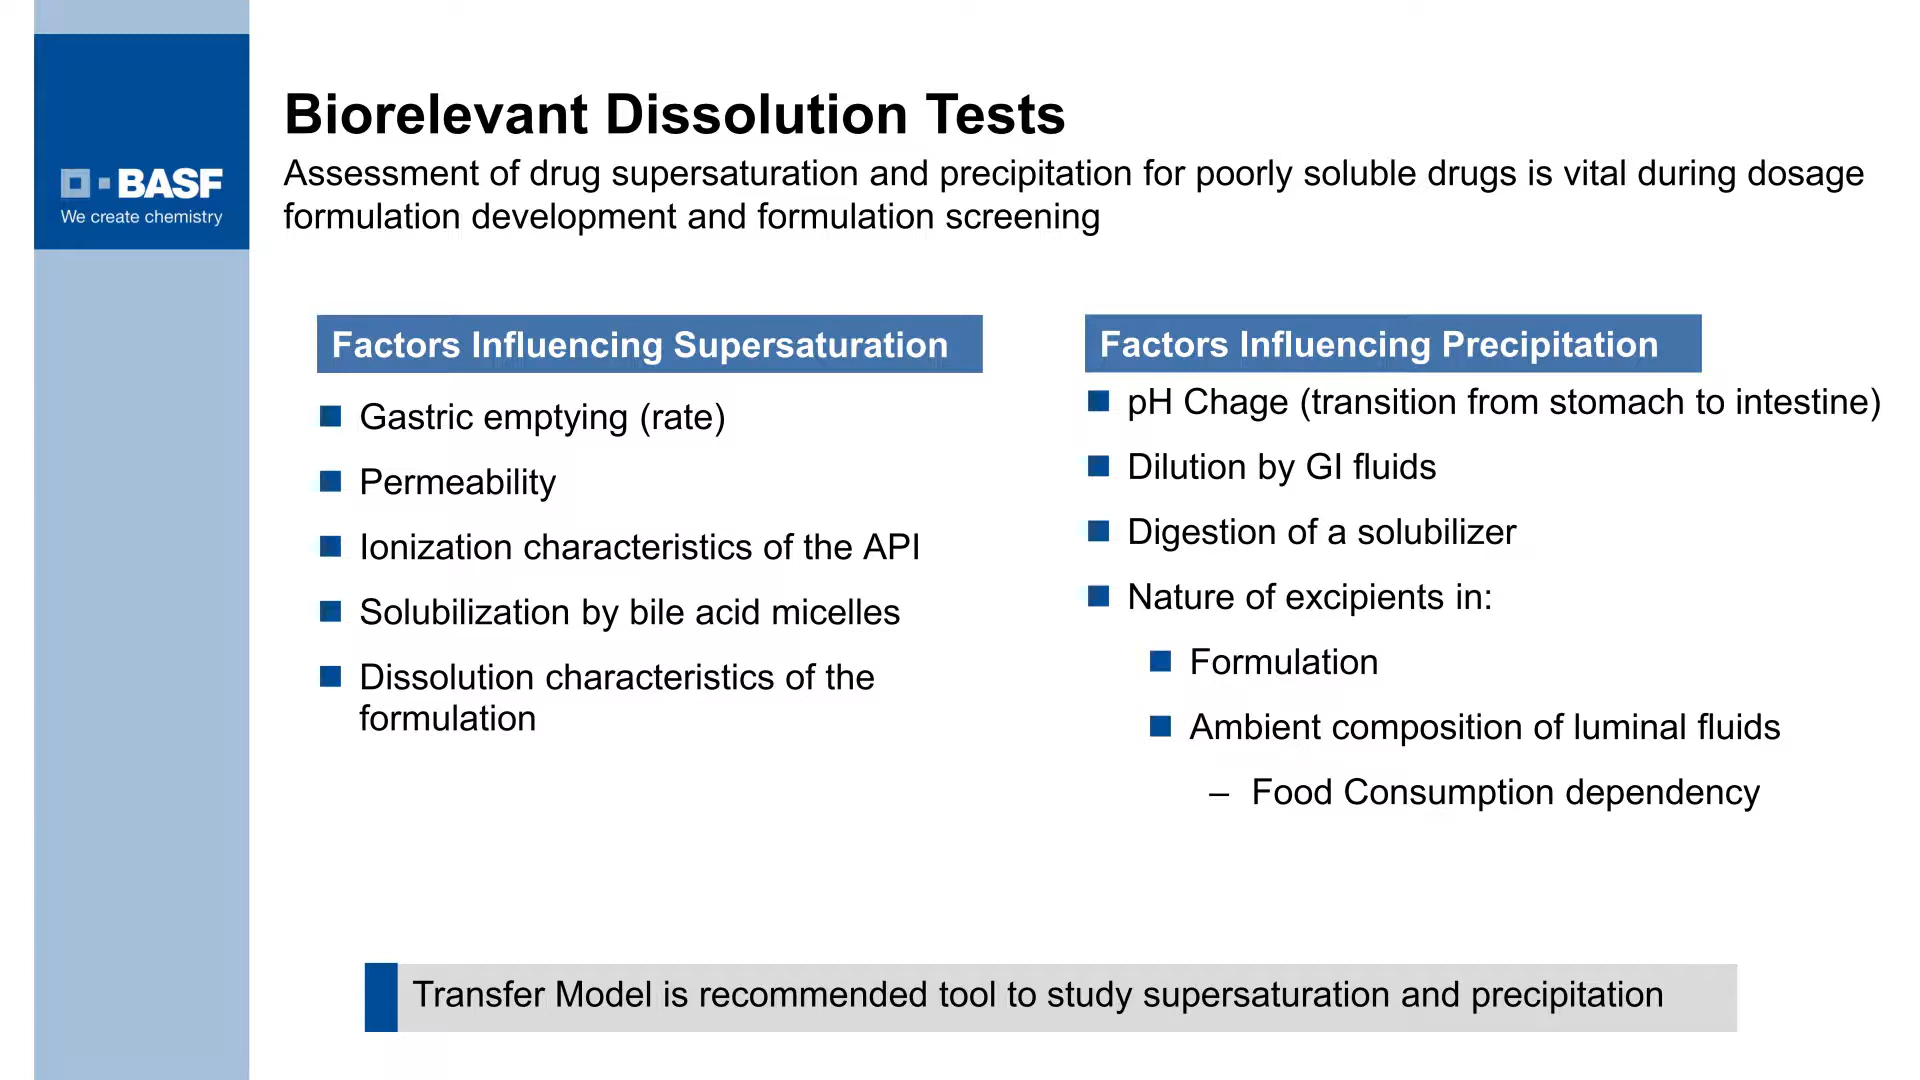 BASF
We create chemistry
Biorelevant Dissolution Tests
Assessment of drug supersaturation and precipitation for poorly soluble drugs is vital during dosage
formulation development and formulation screening
Factors Influencing Supersaturation
Gastric emptying (rate)
Permeability
Ionization characteristics of the API
Solubilization by bile acid micelles
Dissolution characteristics of the
formulation
Factors Influencing Precipitation
pH Chage (transition from stomach to intestine)
Dilution by GI fluids
Digestion of a solubilizer
Nature of excipients in:
Formulation
Ambient composition of luminal fluids
– Food Consumption dependency
Transfer Model is recommended tool to study supersaturation and precipitation